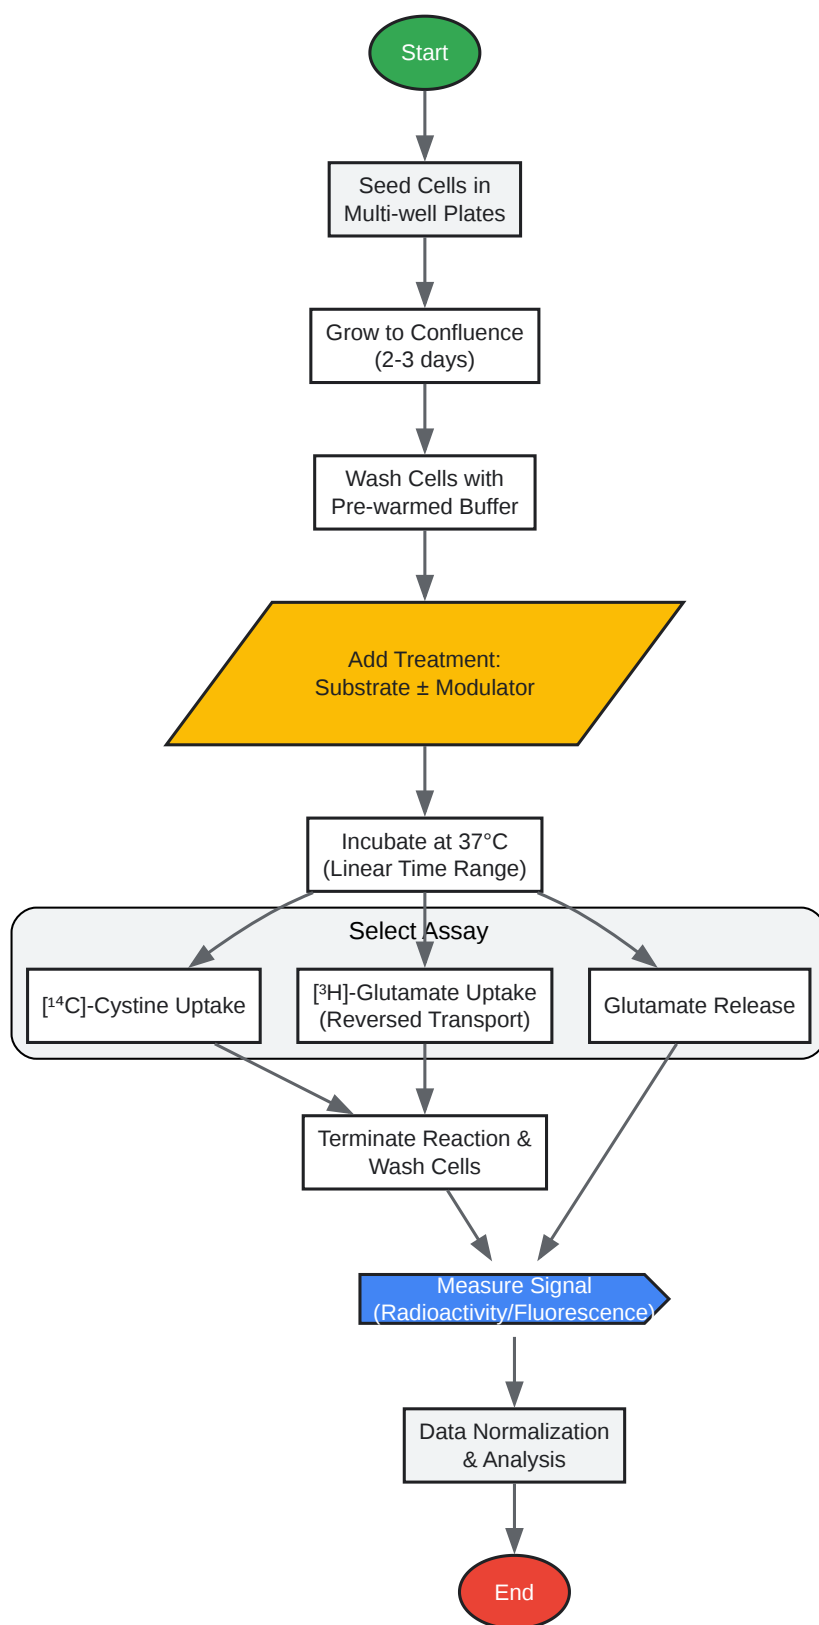 Start
Seed Cells in
Multi-well Plates
Grow to Confluence
(2-3 days)
Wash Cells with
Pre-warmed Buffer
Add Treatment:
Substrate ± Modulator
Incubate at 37°C
(Linear Time Range)
Select Assay
[¹⁴C]-Cystine Uptake
[³H]-Glutamate Uptake
(Reversed Transport)
Glutamate Release
Terminate Reaction &
Wash Cells
Measure Signal
(Radioactivity/Fluorescence)
Data Normalization
& Analysis
End